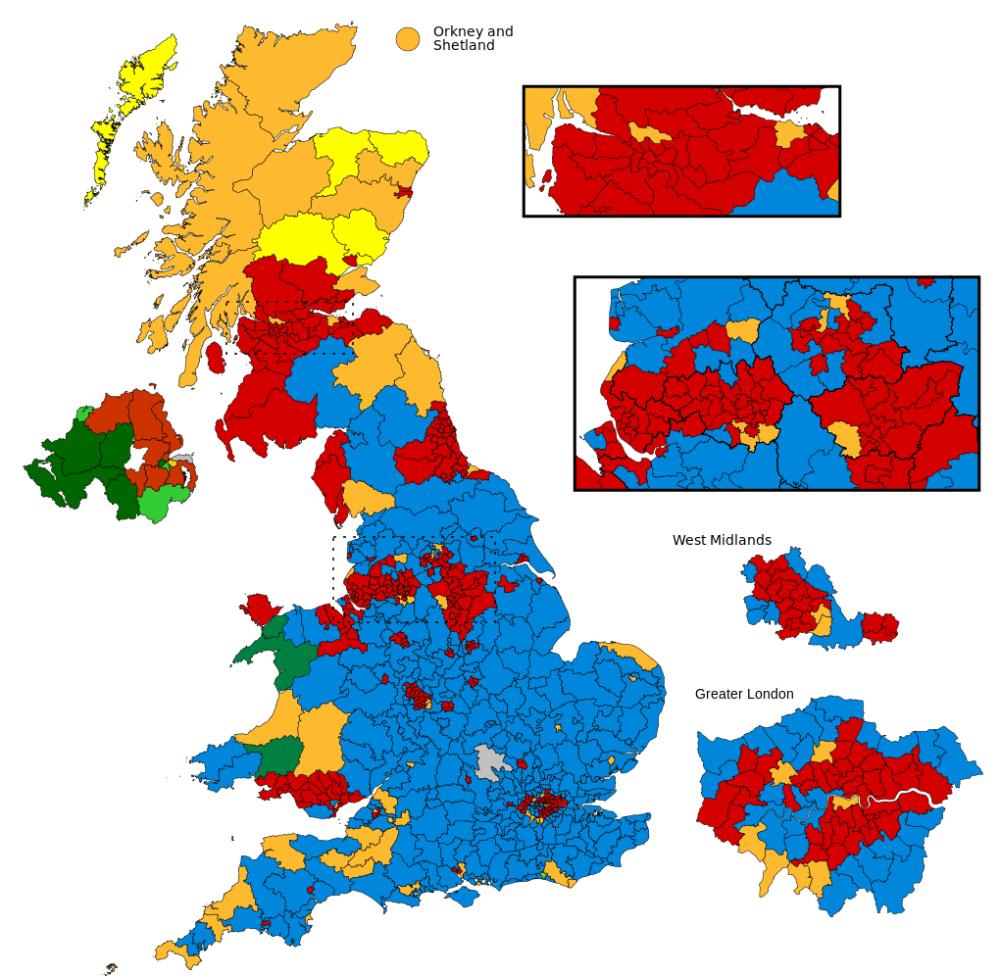 Orkney and
Shetland
West Midlands
Greater London